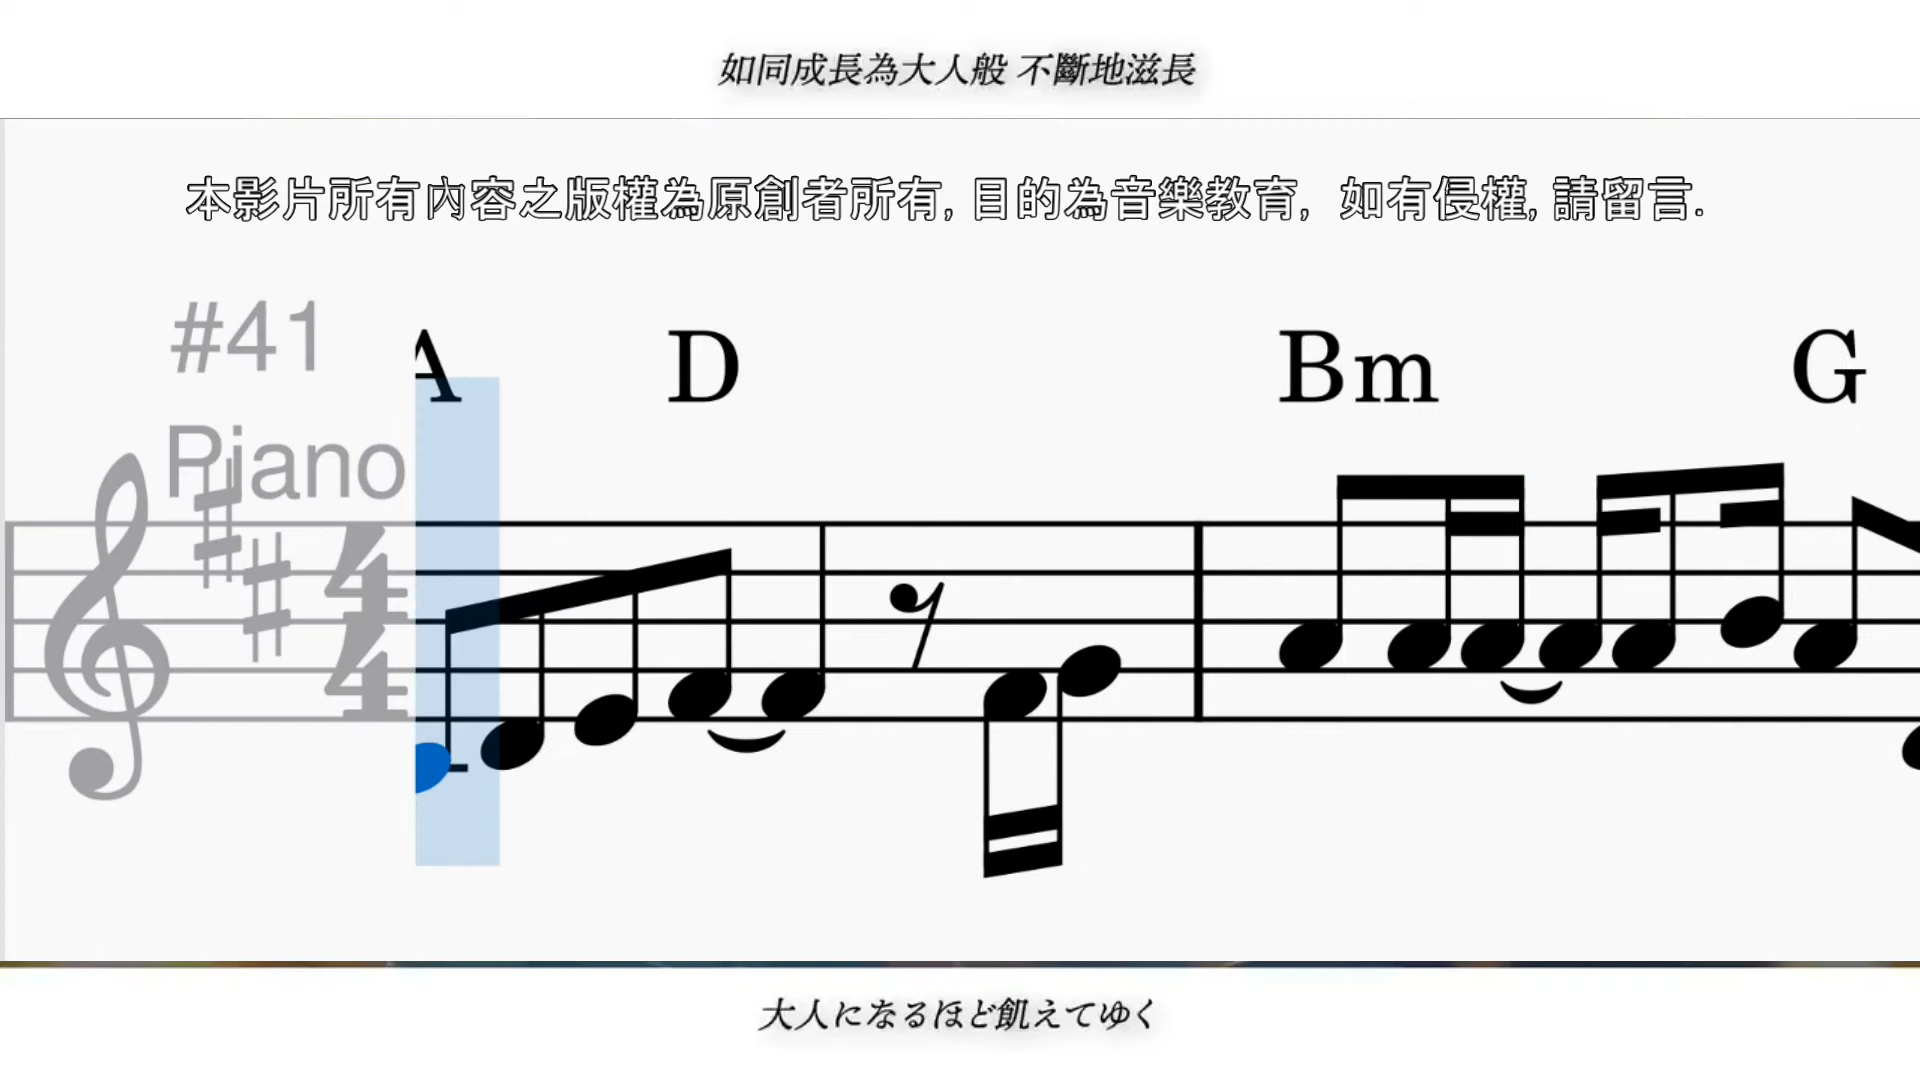 如同成長為大人般 不斷地滋長
本影片所有內容之版權為原創者所有, 目的為音樂教育, 如有侵權, 請留言.
#41
A D Bm G
Piano
4
4
大人になるほど飢えてゆく